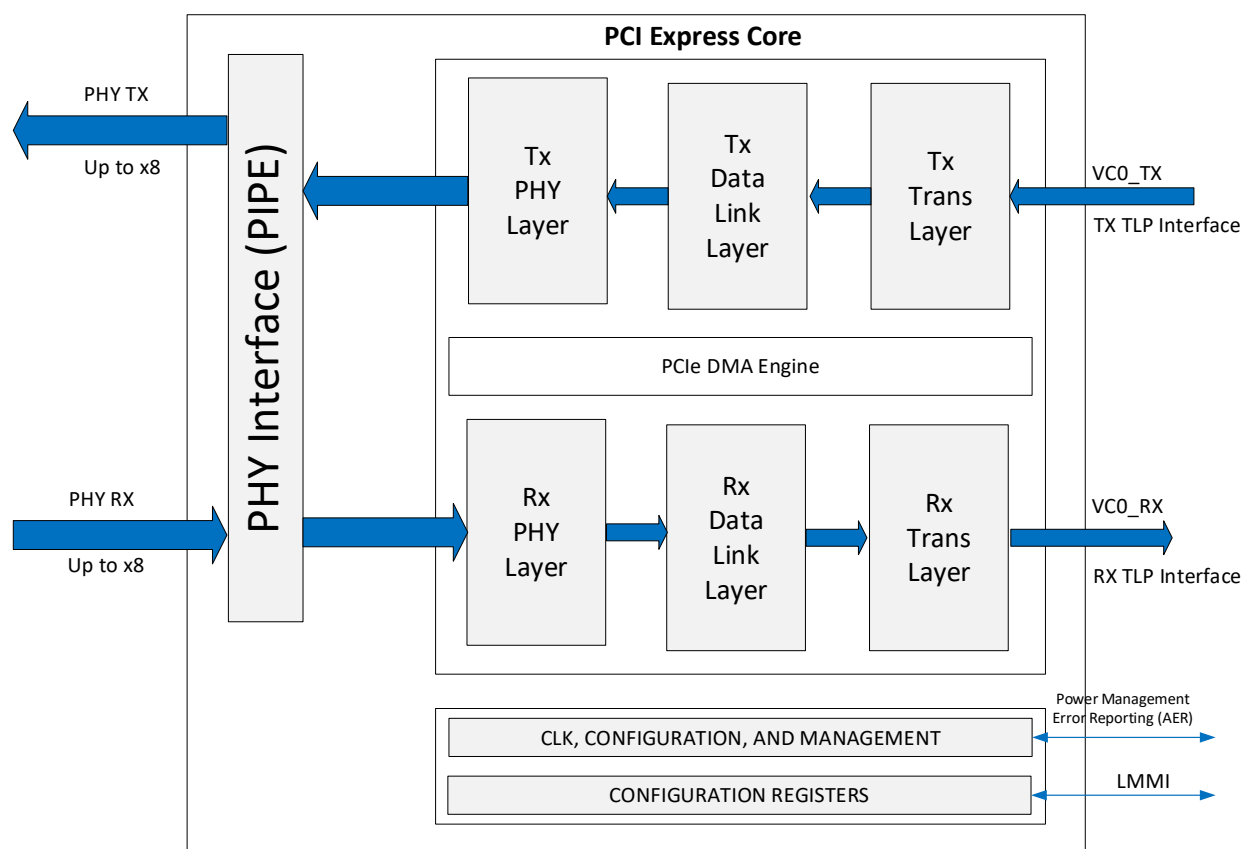 PCI Express Core
PHY TX
Up to x8
PHY Interface (PIPE)
Tx
PHY
Layer
Tx
Data
Link
Layer
Tx
Trans
Layer
VC0_TX
TX TLP Interface
PCIe DMA Engine
PHY RX
Up to x8
Rx
PHY
Layer
Rx
Data
Link
Layer
Rx
Trans
Layer
VC0_RX
RX TLP Interface
Power Management
Error Reporting (AER)
CLK, CONFIGURATION, AND MANAGEMENT
CONFIGURATION REGISTERS
LMMI